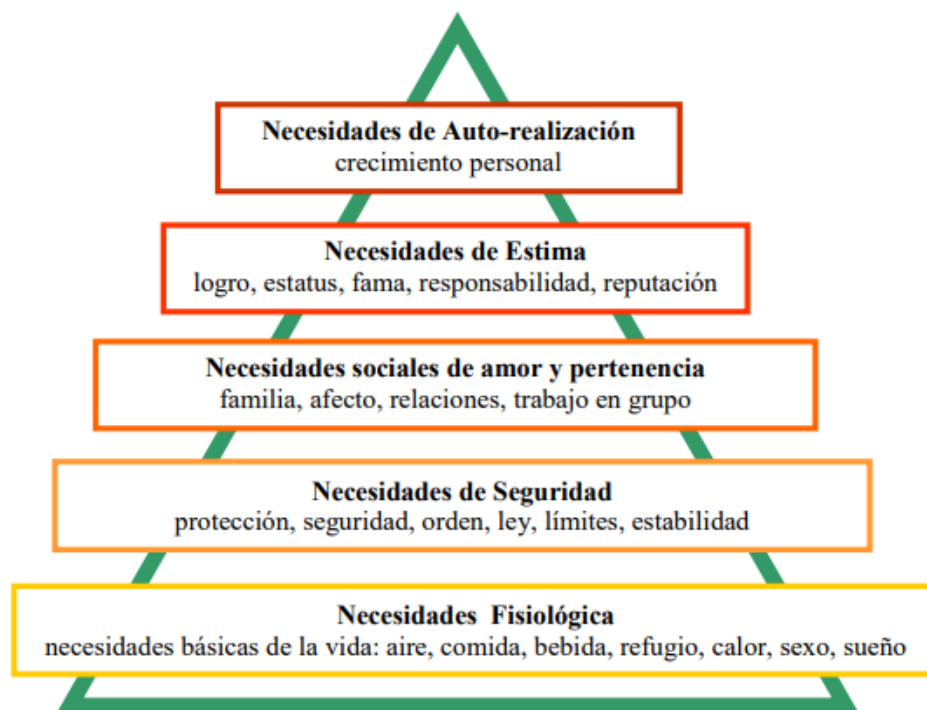 Necesidades de Auto-realización
crecimiento personal
Necesidades de Estima
logro, estatus, fama, responsabilidad, reputación
Necesidades sociales de amor y pertenencia
familia, afecto, relaciones, trabajo en grupo
Necesidades de Seguridad
protección, seguridad, orden, ley, límites, estabilidad
Necesidades Fisiológica
necesidades básicas de la vida: aire, comida, bebida, refugio, calor, sexo, sueño